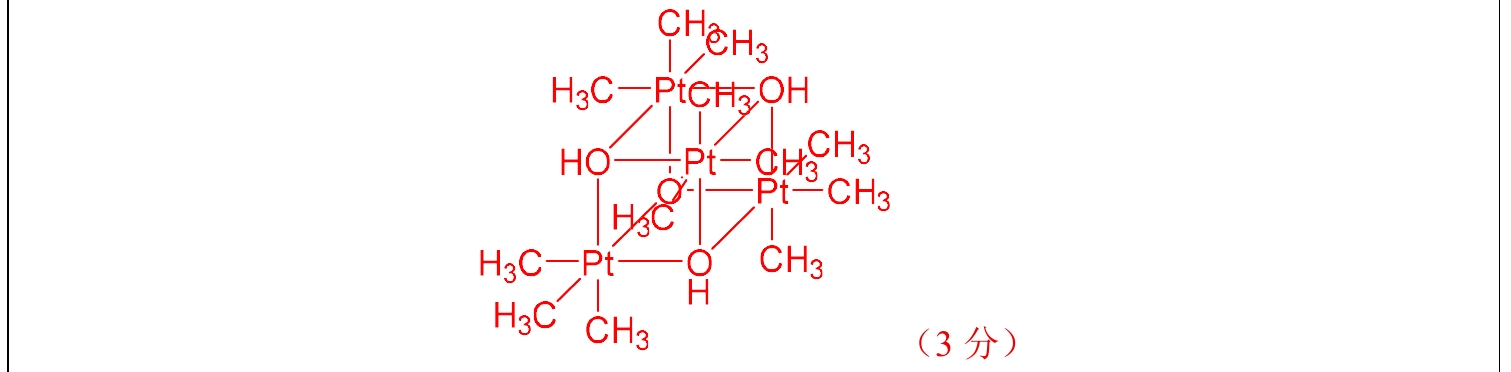 CH₃
CH₃
H₃C Pt CH₃ OH
CH₃
HO Pt CH₃
O Pt CH₃
H₃C
H₃C Pt O CH₃
H
H₃C CH₃
（3 分）